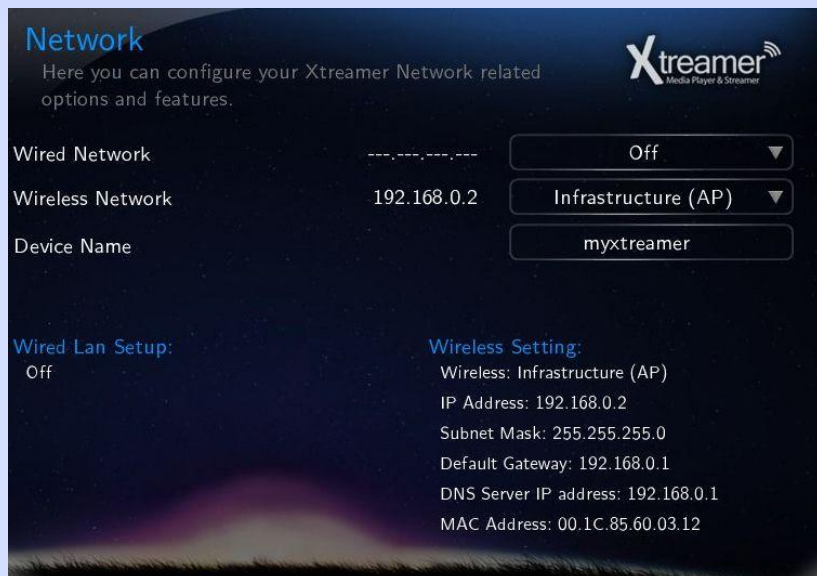 Network
Here you can configure your Xtreamer Network related
options and features.
Xtreamer
Media Player & Streamer
Wired Network ---.---.---.--- Off
Wireless Network 192.168.0.2 Infrastructure (AP)
Device Name myxtreamer
Wired Lan Setup:
Off
Wireless Setting:
Wireless: Infrastructure (AP)
IP Address: 192.168.0.2
Subnet Mask: 255.255.255.0
Default Gateway: 192.168.0.1
DNS Server IP address: 192.168.0.1
MAC Address: 00.1C.85.60.03.12